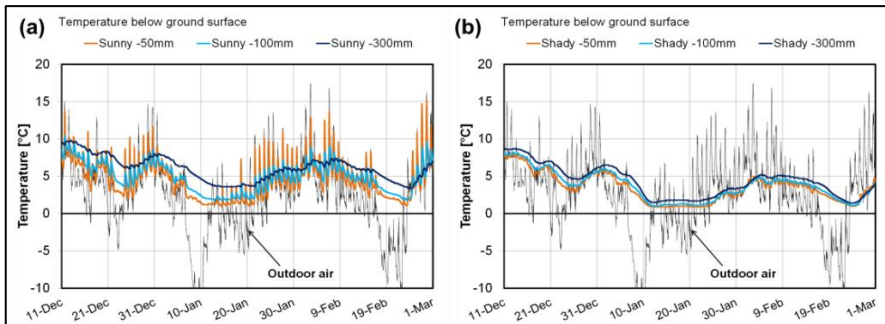 (a) Temperature below ground surface
Sunny -50mm Sunny -100mm Sunny -300mm
Temperature [°C]
20
15
10
5
0
-5
-10
Outdoor air
11-Dec 21-Dec 31-Dec 10-Jan 20-Jan 30-Jan 9-Feb 19-Feb 1-Mar
(b) Temperature below ground surface
Shady -50mm Shady -100mm Shady -300mm
Temperature [°C]
20
15
10
5
0
-5
-10
Outdoor air
11-Dec 21-Dec 31-Dec 10-Jan 20-Jan 30-Jan 9-Feb 19-Feb 1-Mar